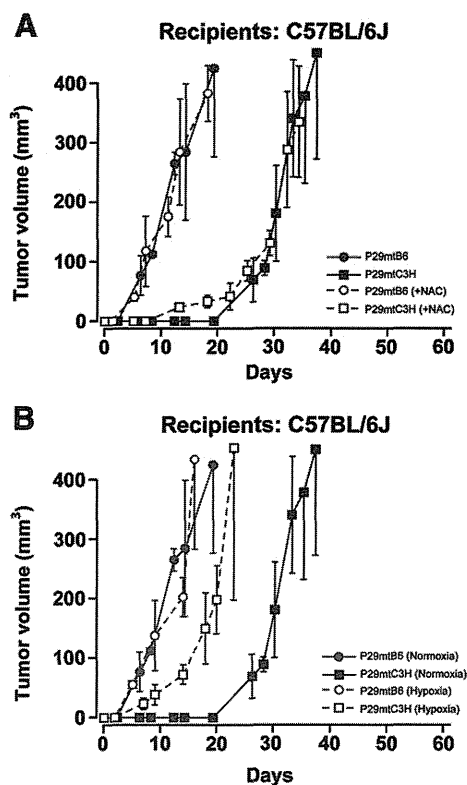 A
Recipients: C57BL/6J
Tumor volume (mm³)
400
300
200
100
0
P29mtB6
P29mtC3H
P29mtB6 (+NAC)
P29mtC3H (+NAC)
0 10 20 30 40 50 60
Days
B
Recipients: C57BL/6J
Tumor volume (mm³)
400
300
200
100
0
P29mtB6 (Normoxia)
P29mtC3H (Normoxia)
P29mtB6 (Hypoxia)
P29mtC3H (Hypoxia)
0 10 20 30 40 50 60
Days